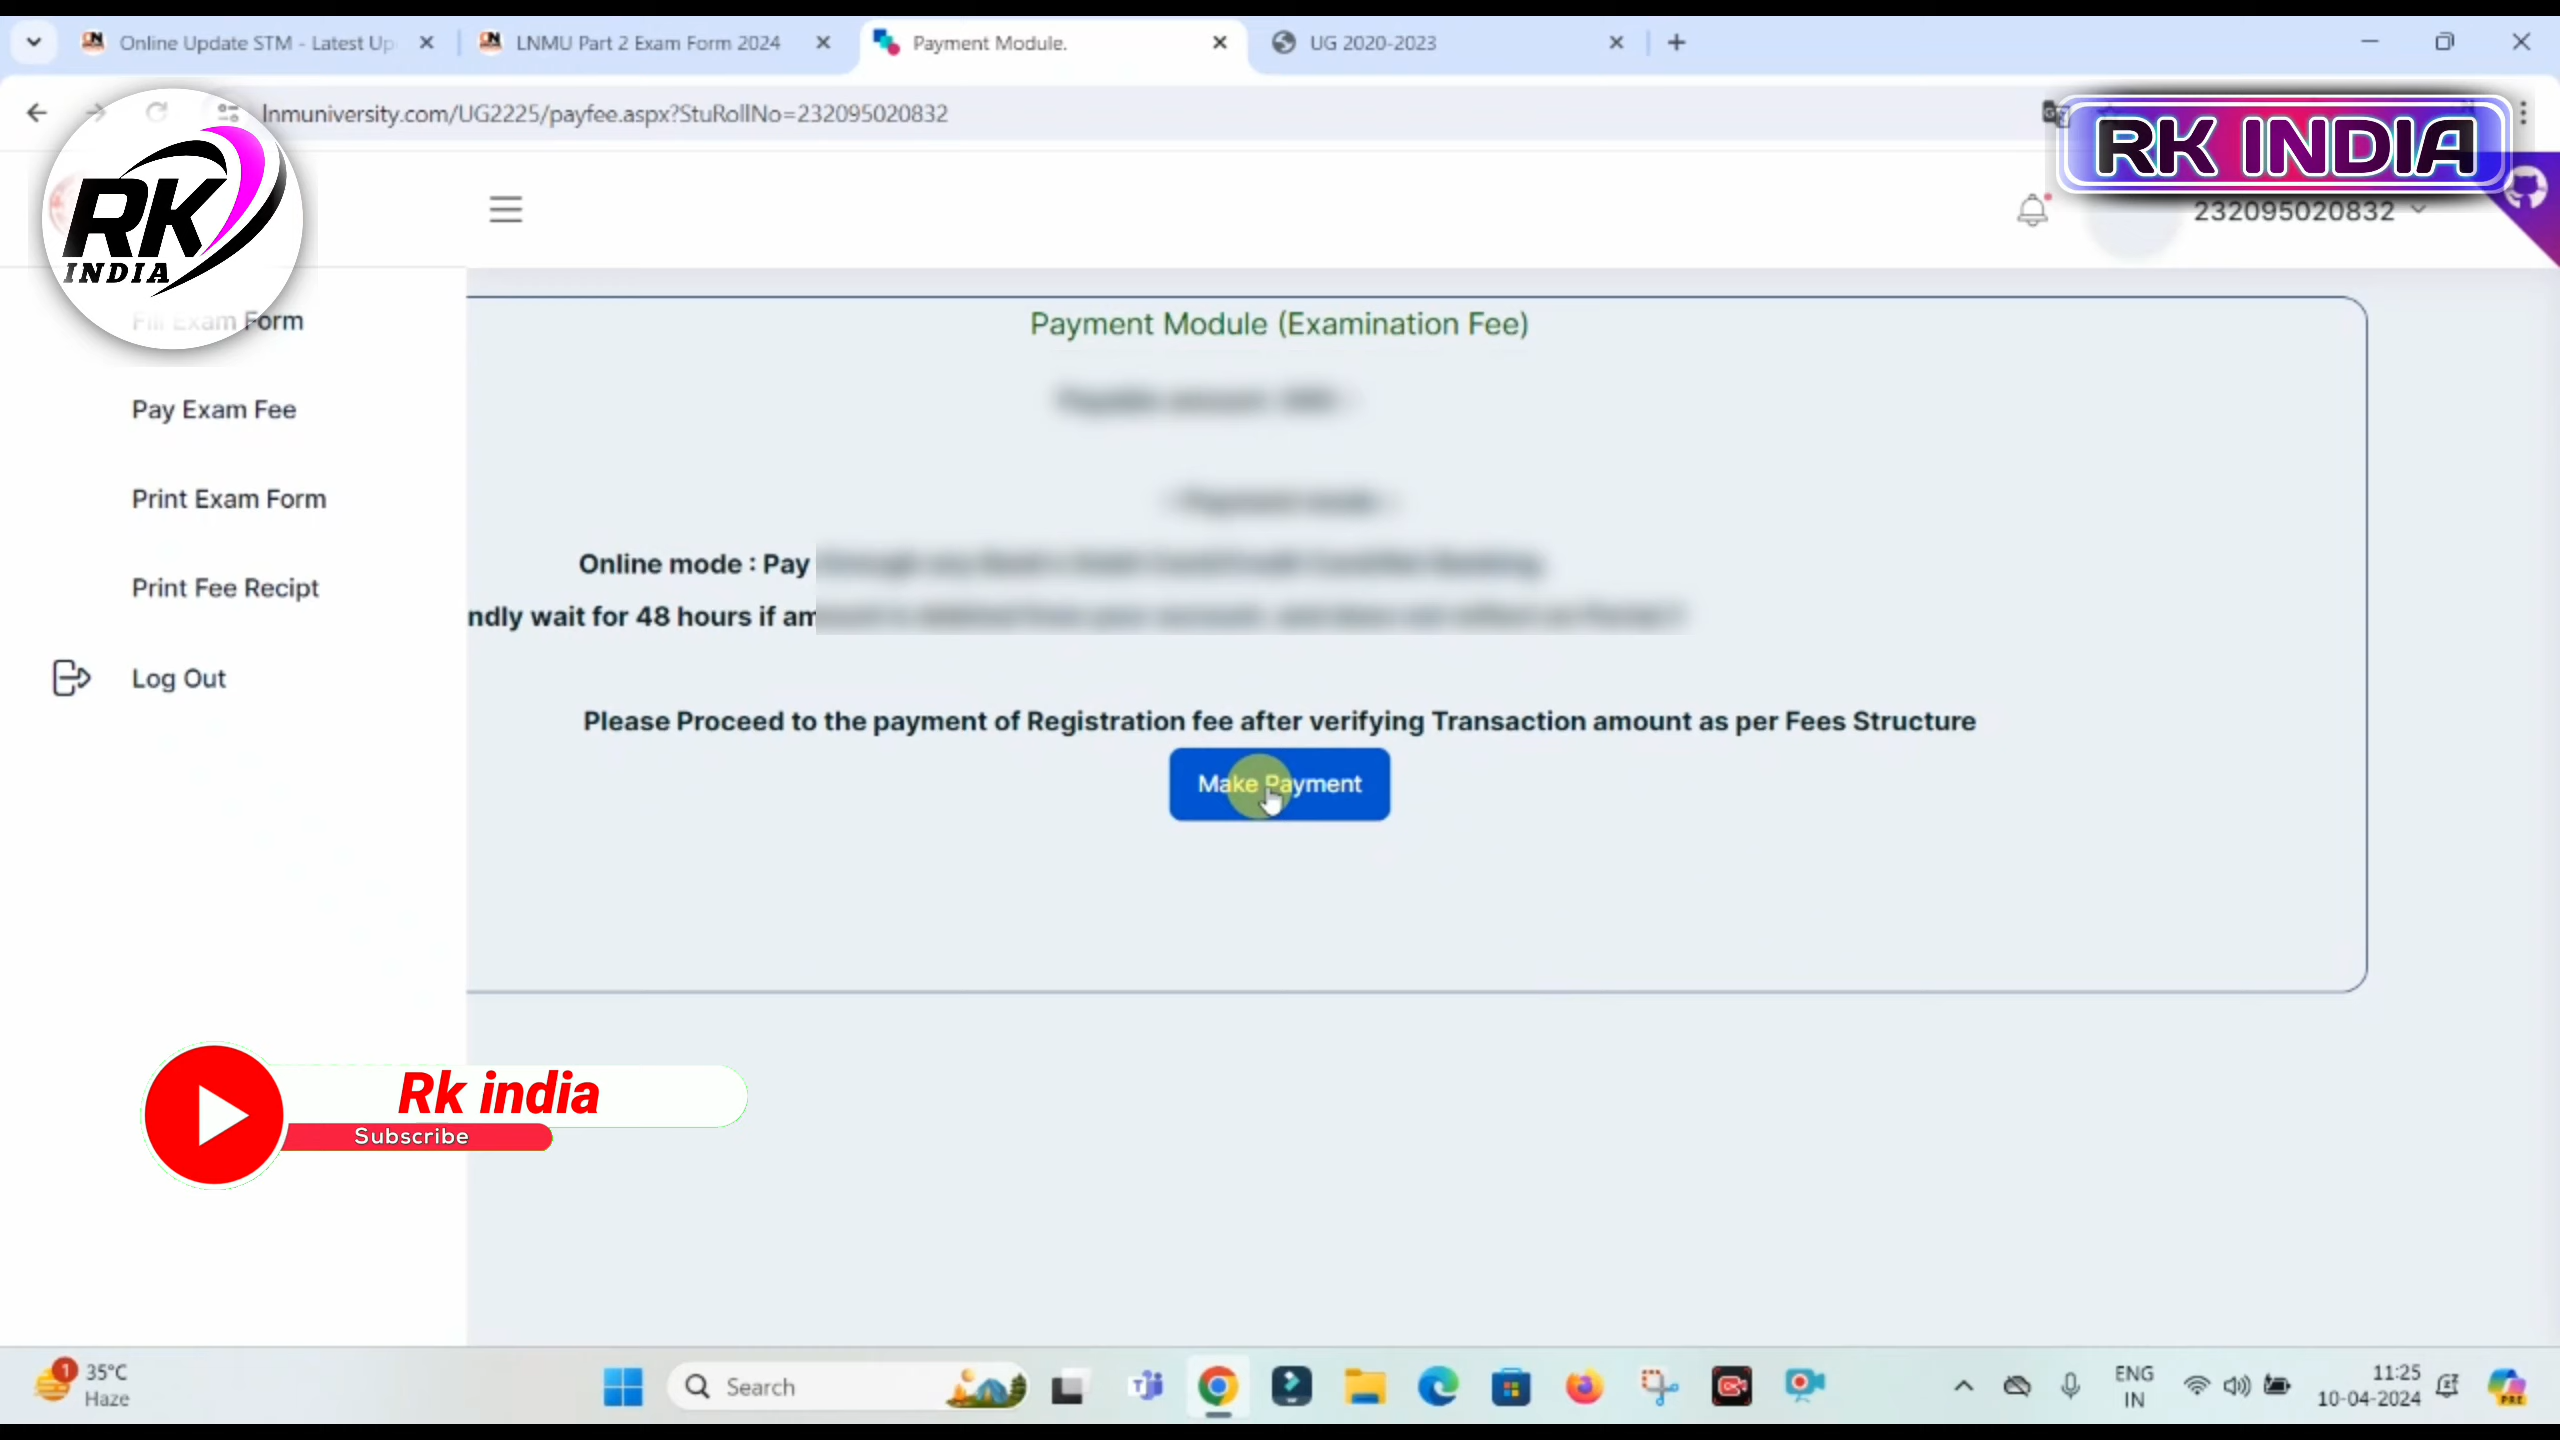 Online Update STM - Latest Up
LNMU Part 2 Exam Form 2024
Payment Module.
UG 2020-2023
lnmuniversity.com/UG2225/payfee.aspx?StuRollNo=232095020832
RK INDIA
RK
INDIA
232095020832
Fill Exam Form
Pay Exam Fee
Print Exam Form
Print Fee Recipt
Log Out
Payment Module (Examination Fee)
Online mode : Pay
ndly wait for 48 hours if am
Please Proceed to the payment of Registration fee after verifying Transaction amount as per Fees Structure
Make Payment
Rk india
Subscribe
1
35°C
Haze
Search
ENG
IN
11:25
10-04-2024
PRE